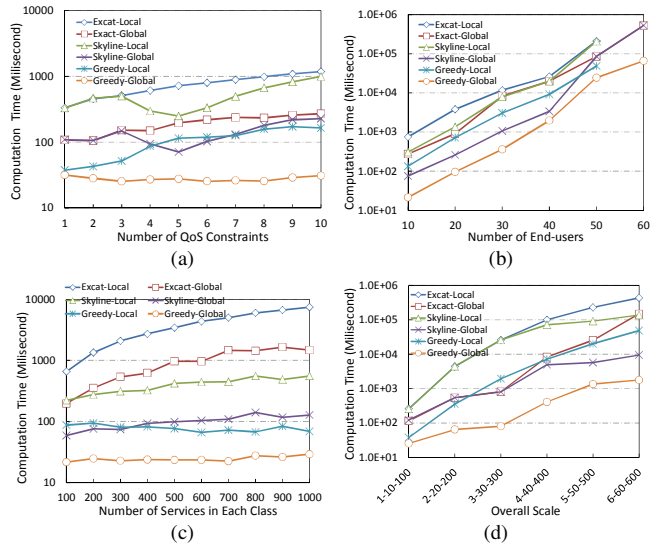 (a)
Computation Time (Milisecond)
10000
1000
100
10
1 2 3 4 5 6 7 8 9 10
Number of QoS Constraints
Excat-Local
Exact-Global
Skyline-Local
Skyline-Global
Greedy-Local
Greedy-Global
(a)
Computation Time (Milisecond)
1.0E+06
1.0E+05
1.0E+04
1.0E+03
1.0E+02
1.0E+01
10 20 30 40 50 60
Number of End-users
Excat-Local
Exact-Global
Skyline-Local
Skyline-Global
Greedy-Local
Greedy-Global
(b)
Computation Time (Milisecond)
10000
1000
100
10
100 200 300 400 500 600 700 800 900 1000
Number of Services in Each Class
Excat-Local
Exact-Global
Skyline-Local
Skyline-Global
Greedy-Local
Greedy-Global
(c)
Computation Time (Milisecond)
1.0E+06
1.0E+05
1.0E+04
1.0E+03
1.0E+02
1.0E+01
1-10-100 2-20-200 3-30-300 4-40-400 5-50-500 6-60-600
Overall Scale
Excat-Local
Exact-Global
Skyline-Local
Skyline-Global
Greedy-Local
Greedy-Global
(d)